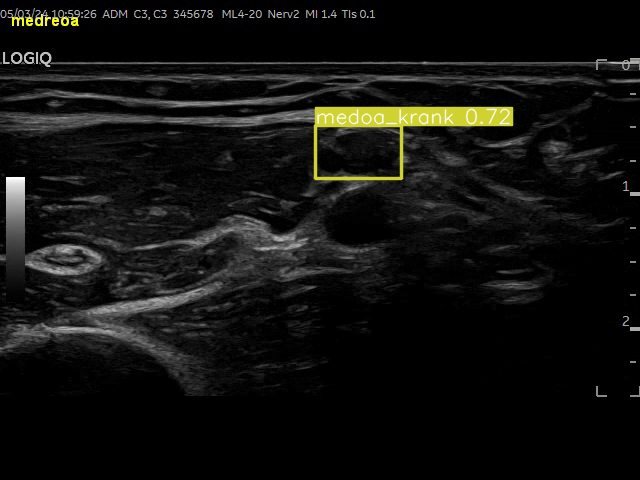 05/03/24 10:59:26 ADM C3, C3 345678 ML4-20 Nerv2 MI 1.4 TIs 0.1
medreoa
LOGIQ
0
medoa_krank 0.72
1
2